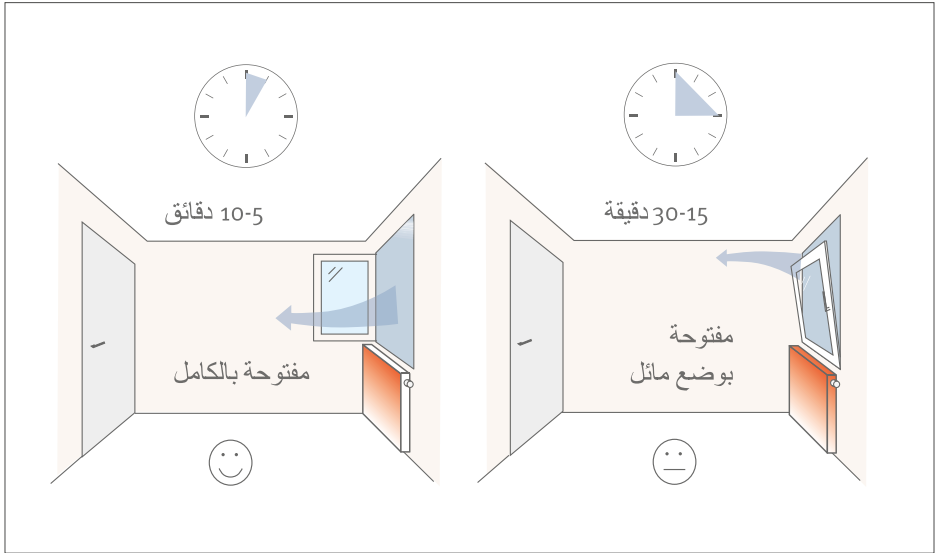 10-5 دقائق
مفتوحة بالكامل
30-15 دقيقة
مفتوحة
بوضع مائل